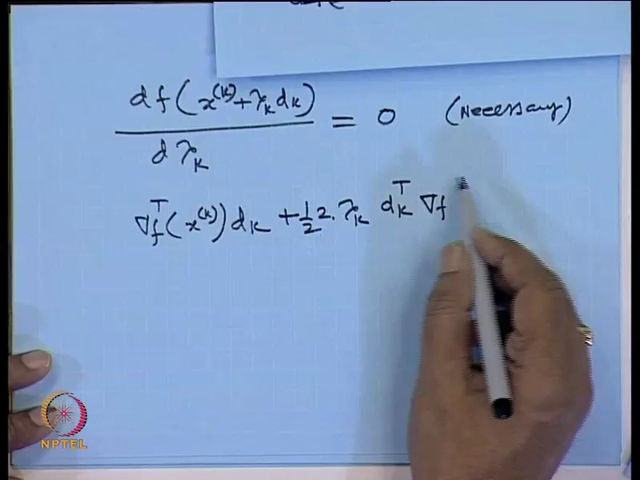 df(x^(k)+λ_k d_k) / dλ_k = 0 (Necessary)
∇f^T(x^(k)) d_k + 1/2 2. λ_k d_k^T ∇f
NPTEL